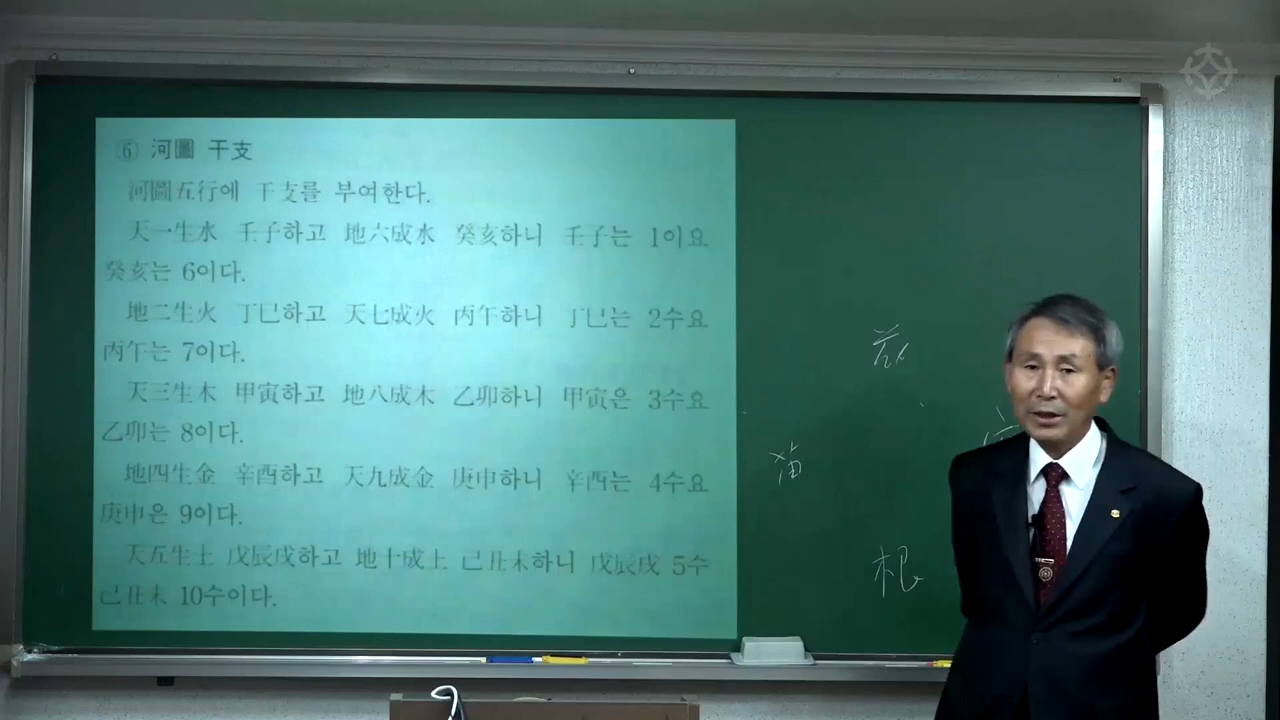 ⑥ 河圖 干支
河圖五行에 干支를 부여한다.
天一生水 壬子하고 地六成水 癸亥하니 壬子는 1이요
癸亥는 6이다.
地二生火 丁巳하고 天七成火 丙午하니 丁巳는 2수요
丙午는 7이다.
天三生木 甲寅하고 地八成木 乙卯하니 甲寅은 3수요
乙卯는 8이다.
地四生金 辛酉하고 天九成金 庚申하니 辛酉는 4수요
庚申은 9이다.
天五生土 戊辰戌하고 地十成土 己丑未하니 戊辰戌 5수
己丑未 10수이다.
苗
根